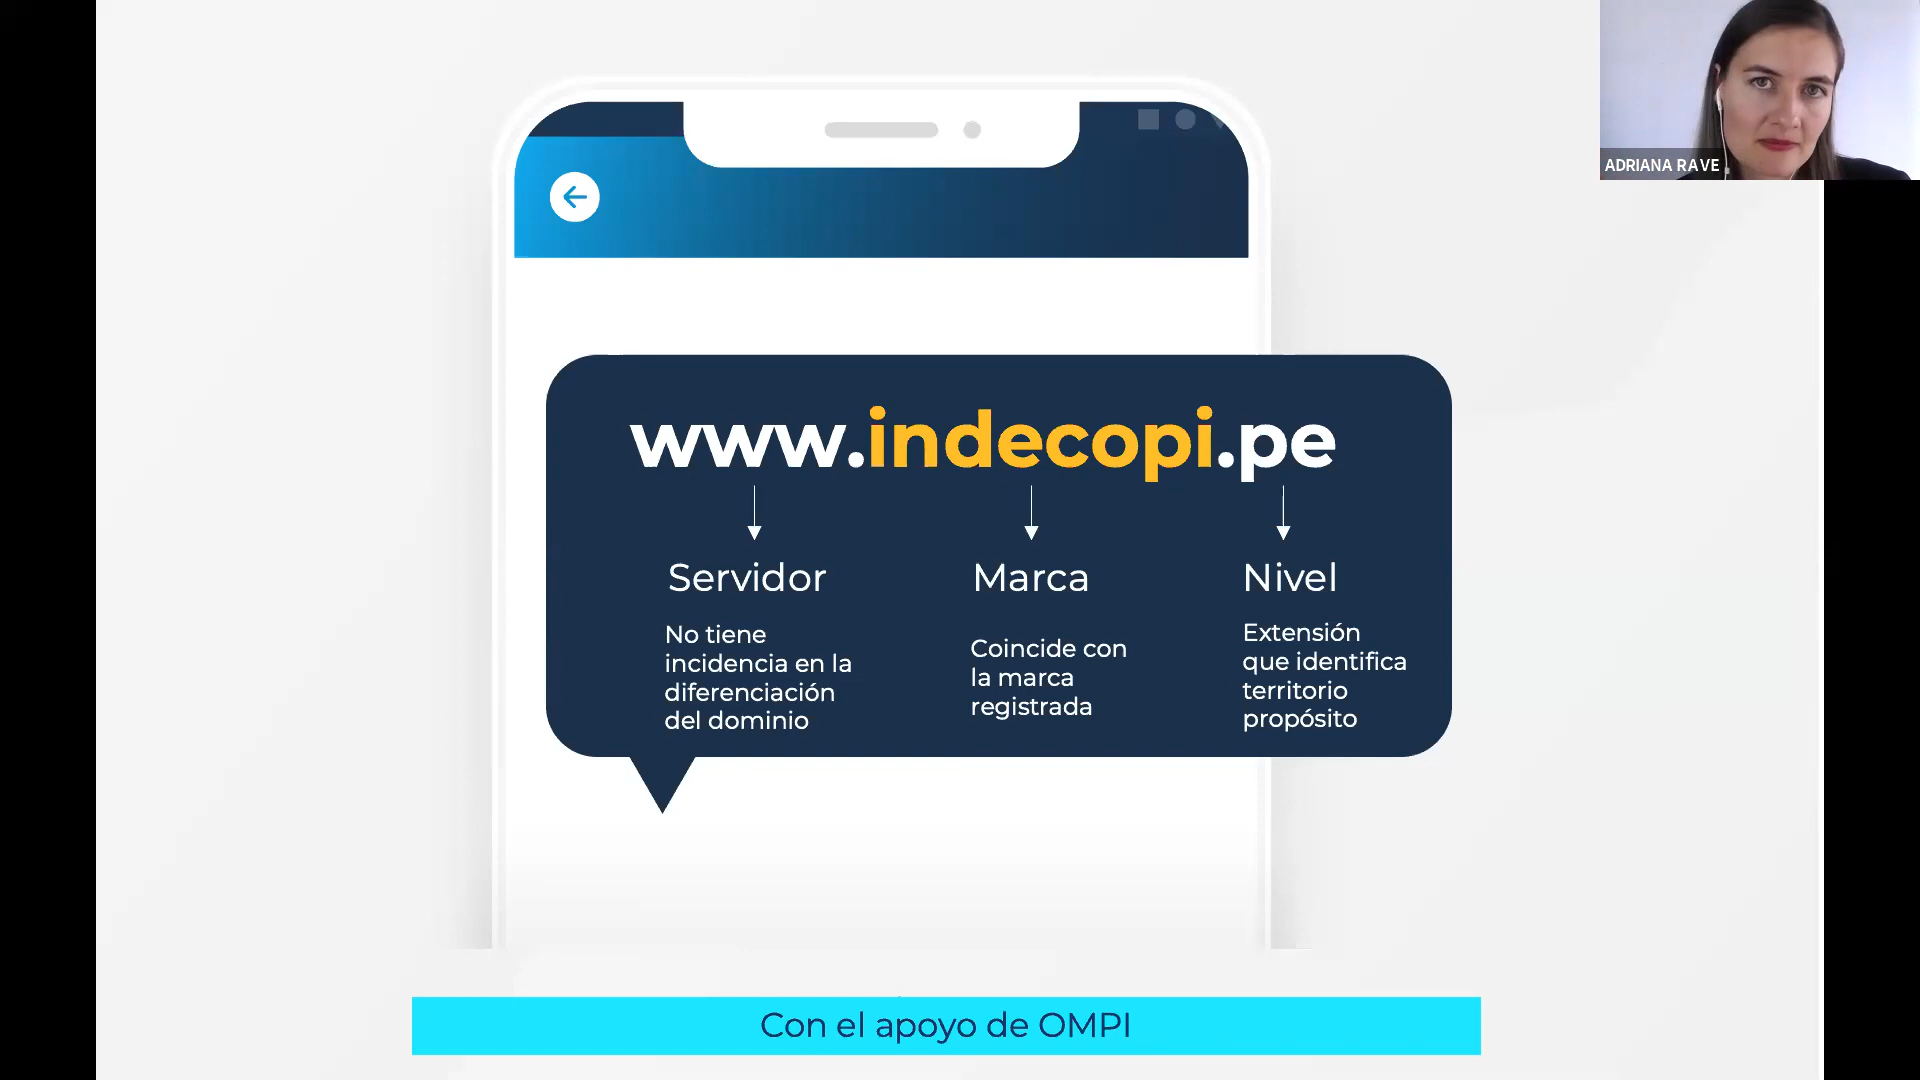 ADRIANA RAVE
www.indecopi.pe
Servidor
No tiene
incidencia en la
diferenciación
del dominio
Marca
Coincide con
la marca
registrada
Nivel
Extensión
que identifica
territorio
propósito
Con el apoyo de OMPI